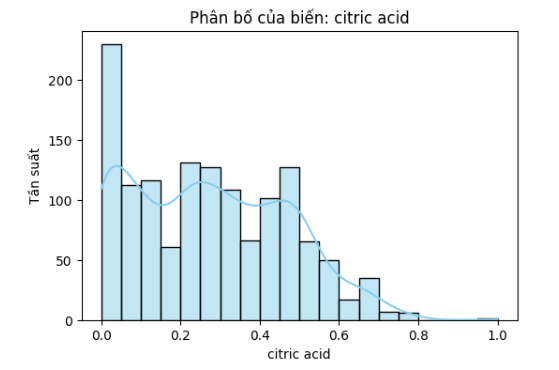 Phân bố của biến: citric acid
Tần suất
200
150
100
50
0
0.0 0.2 0.4 0.6 0.8 1.0
citric acid